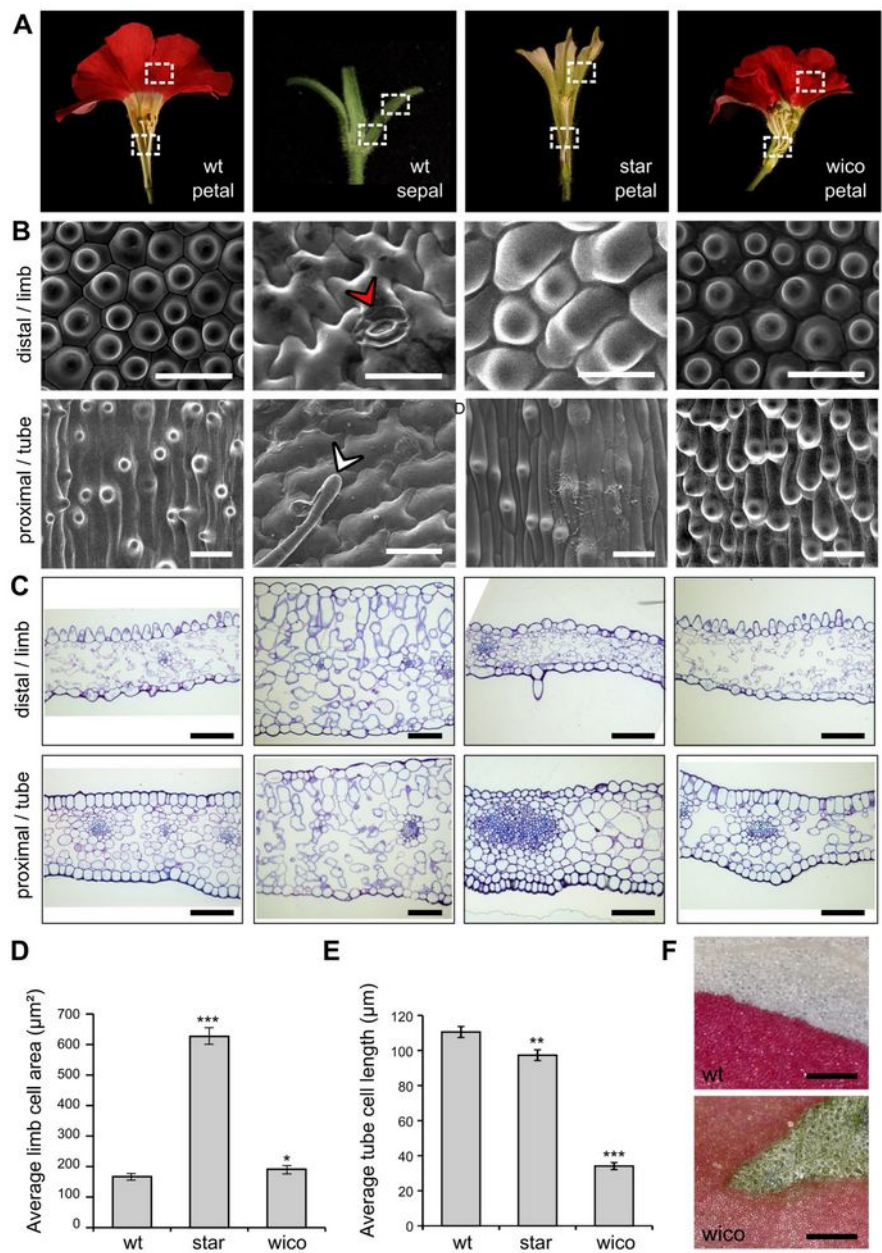 A
wt
petal
wt
sepal
star
petal
wico
petal
B
distal / limb
D
proximal / tube
C
distal / limb
proximal / tube
D
Average limb cell area (µm²)
700
600
500
400
300
200
100
0
***
*
wt
star
wico
E
Average tube cell length (µm)
120
100
80
60
40
20
0
**
***
wt
star
wico
F
wt
wico